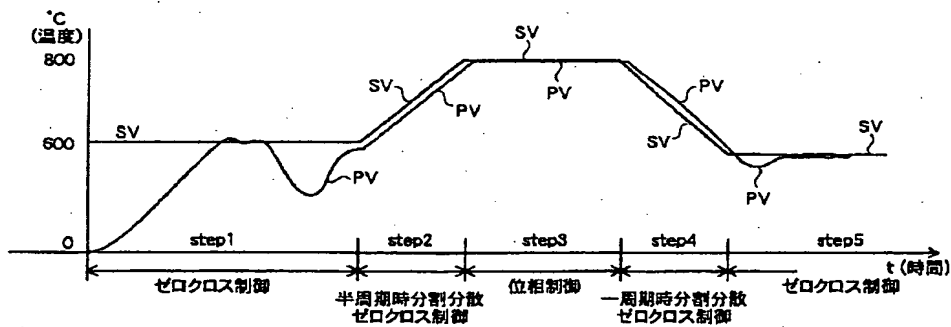 ℃
(温度)
800
600
0
SV
PV
SV
PV
SV
PV
PV
SV
SV
PV
step1
step2
step3
step4
step5
t(時間)
ゼロクロス制御
半周期時分割分散
ゼロクロス制御
位相制御
一周期時分割分散
ゼロクロス制御
ゼロクロス制御